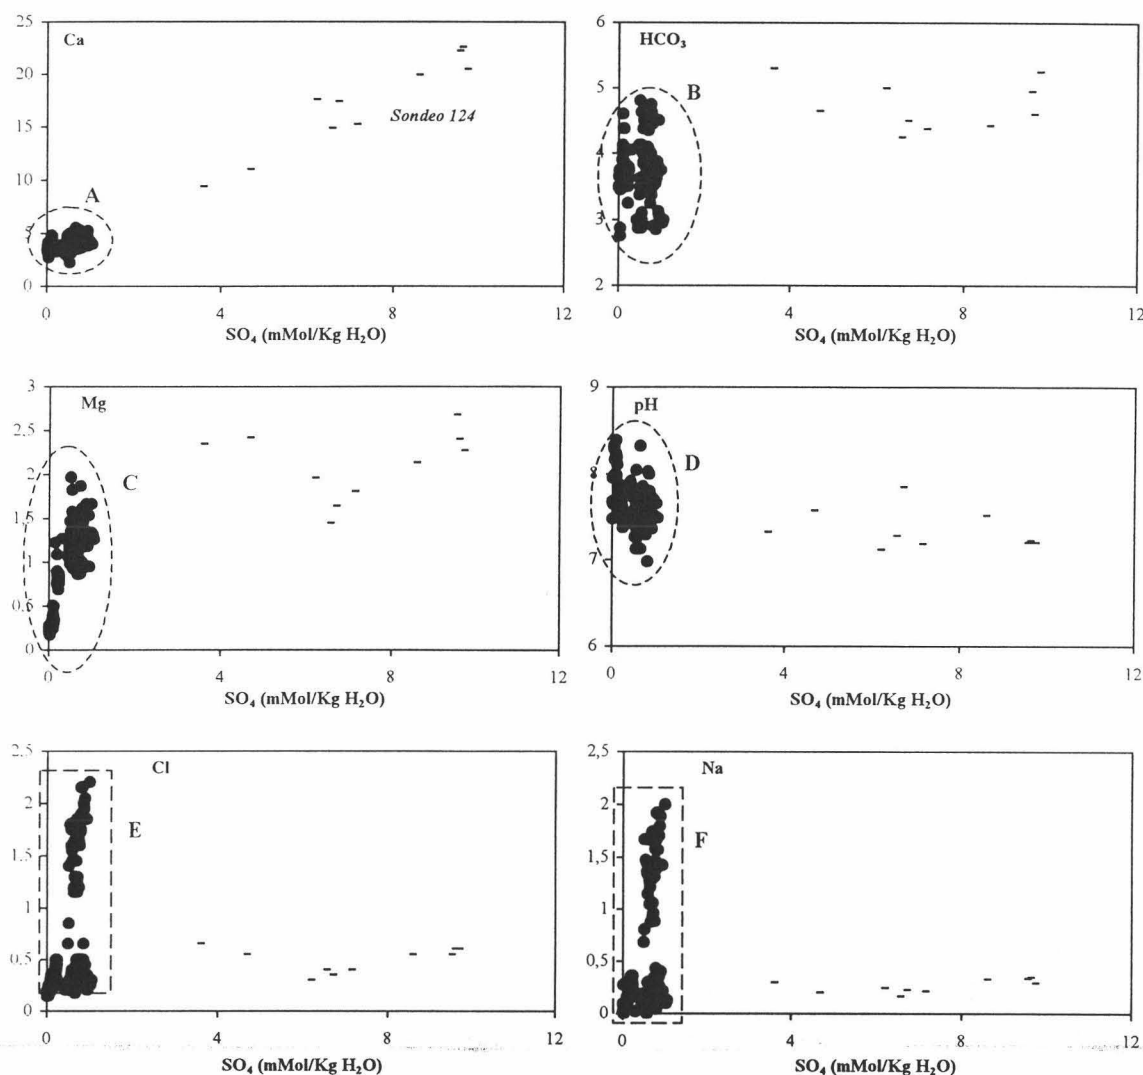 25
Ca
20
15
10
5
0
Sondeo 124
A
0 4 8 12
SO₄ (mMol/Kg H₂O)
6
HCO₃
5
4
3
2
B
0 4 8 12
SO₄ (mMol/Kg H₂O)
3
Mg
2,5
2
1,5
1
0,5
0
C
0 4 8 12
SO₄ (mMol/Kg H₂O)
9
pH
8
7
6
D
0 4 8 12
SO₄ (mMol/Kg H₂O)
2,5
Cl
2
1,5
1
0,5
0
E
0 4 8 12
SO₄ (mMol/Kg H₂O)
2,5
Na
2
1,5
1
0,5
0
F
0 4 8 12
SO₄ (mMol/Kg H₂O)